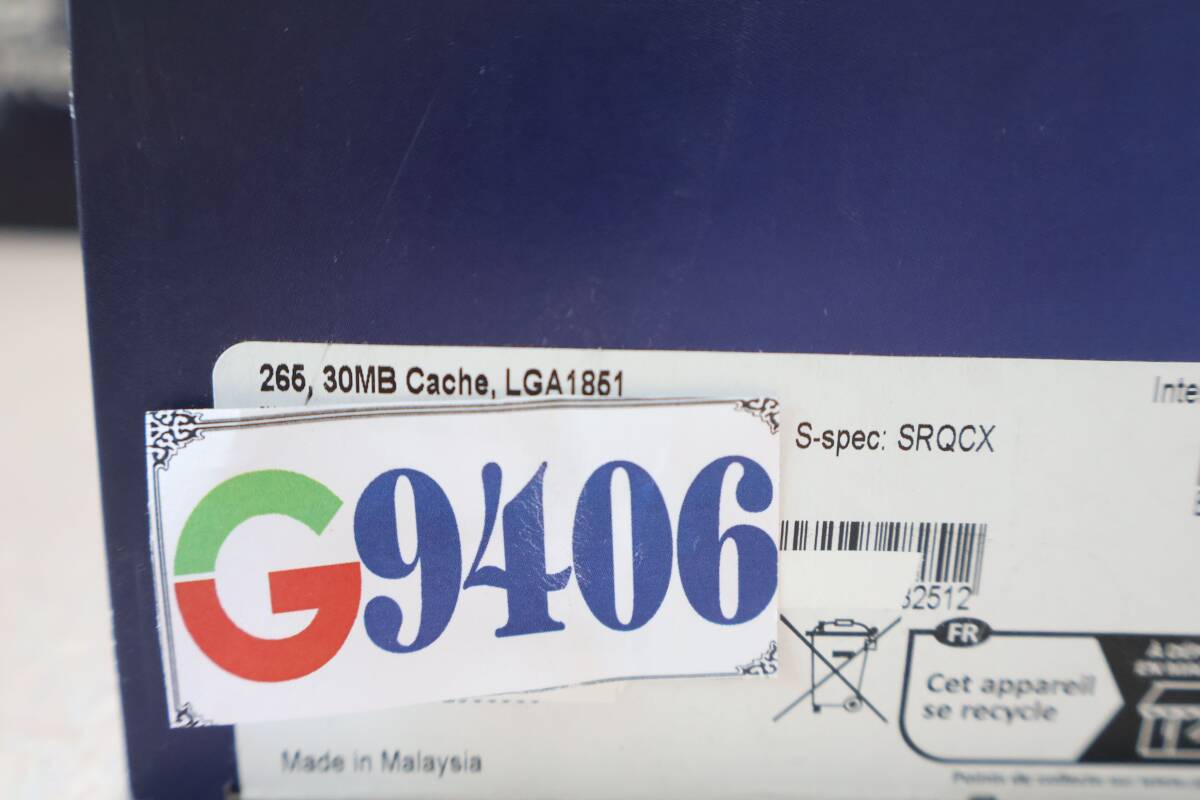 265, 30MB Cache, LGA1851
Inte
S-spec: SRQCX
G9406
32512
FR
Cet appareil
se recycle
Made in Malaysia